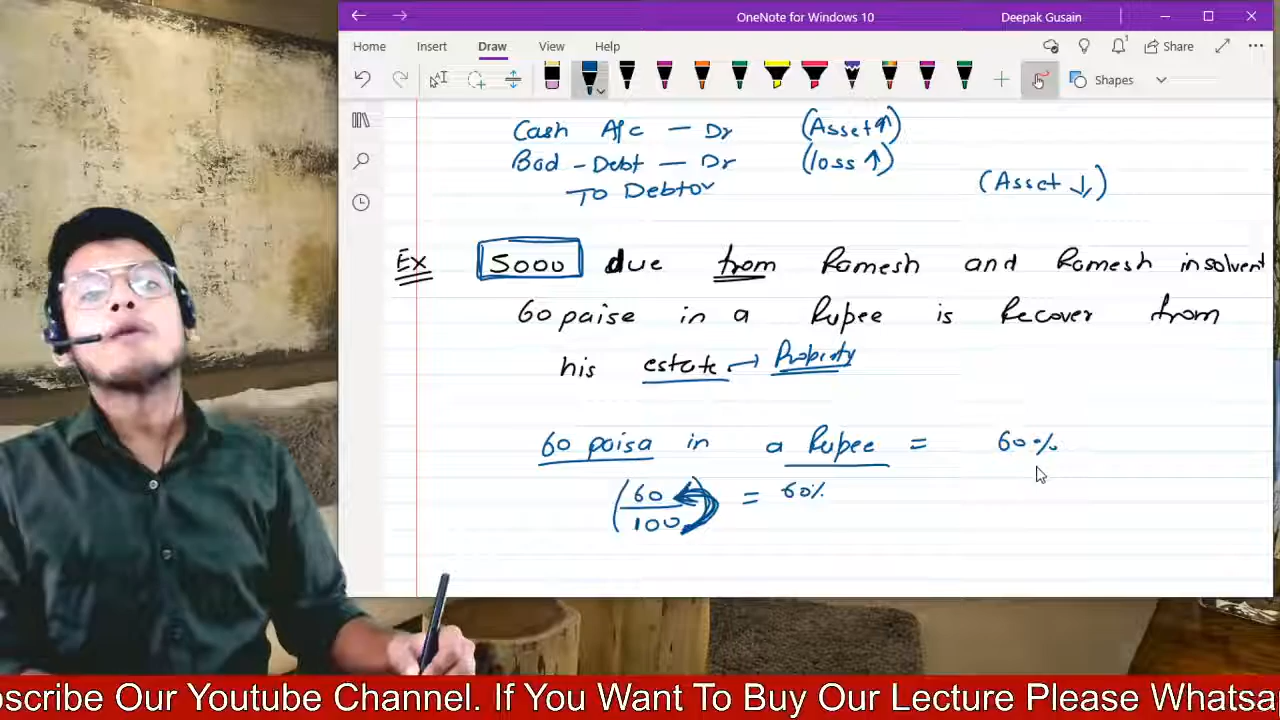 OneNote for Windows 10
Deepak Gusain
Home Insert Draw View Help
Share
Shapes
Cash A/c — Dr (Asset ↑)
Bad - Debt — Dr (loss ↑)
To Debtor (Asset ↓)
Ex 5000 due from Ramesh and Ramesh insolvent
60 paise in a Rupee is Recover from
his estate → Property
60 paisa in a Rupee = 60%
(60/100) = 60%
bscribe Our Youtube Channel. If You Want To Buy Our Lecture Please Whatsa